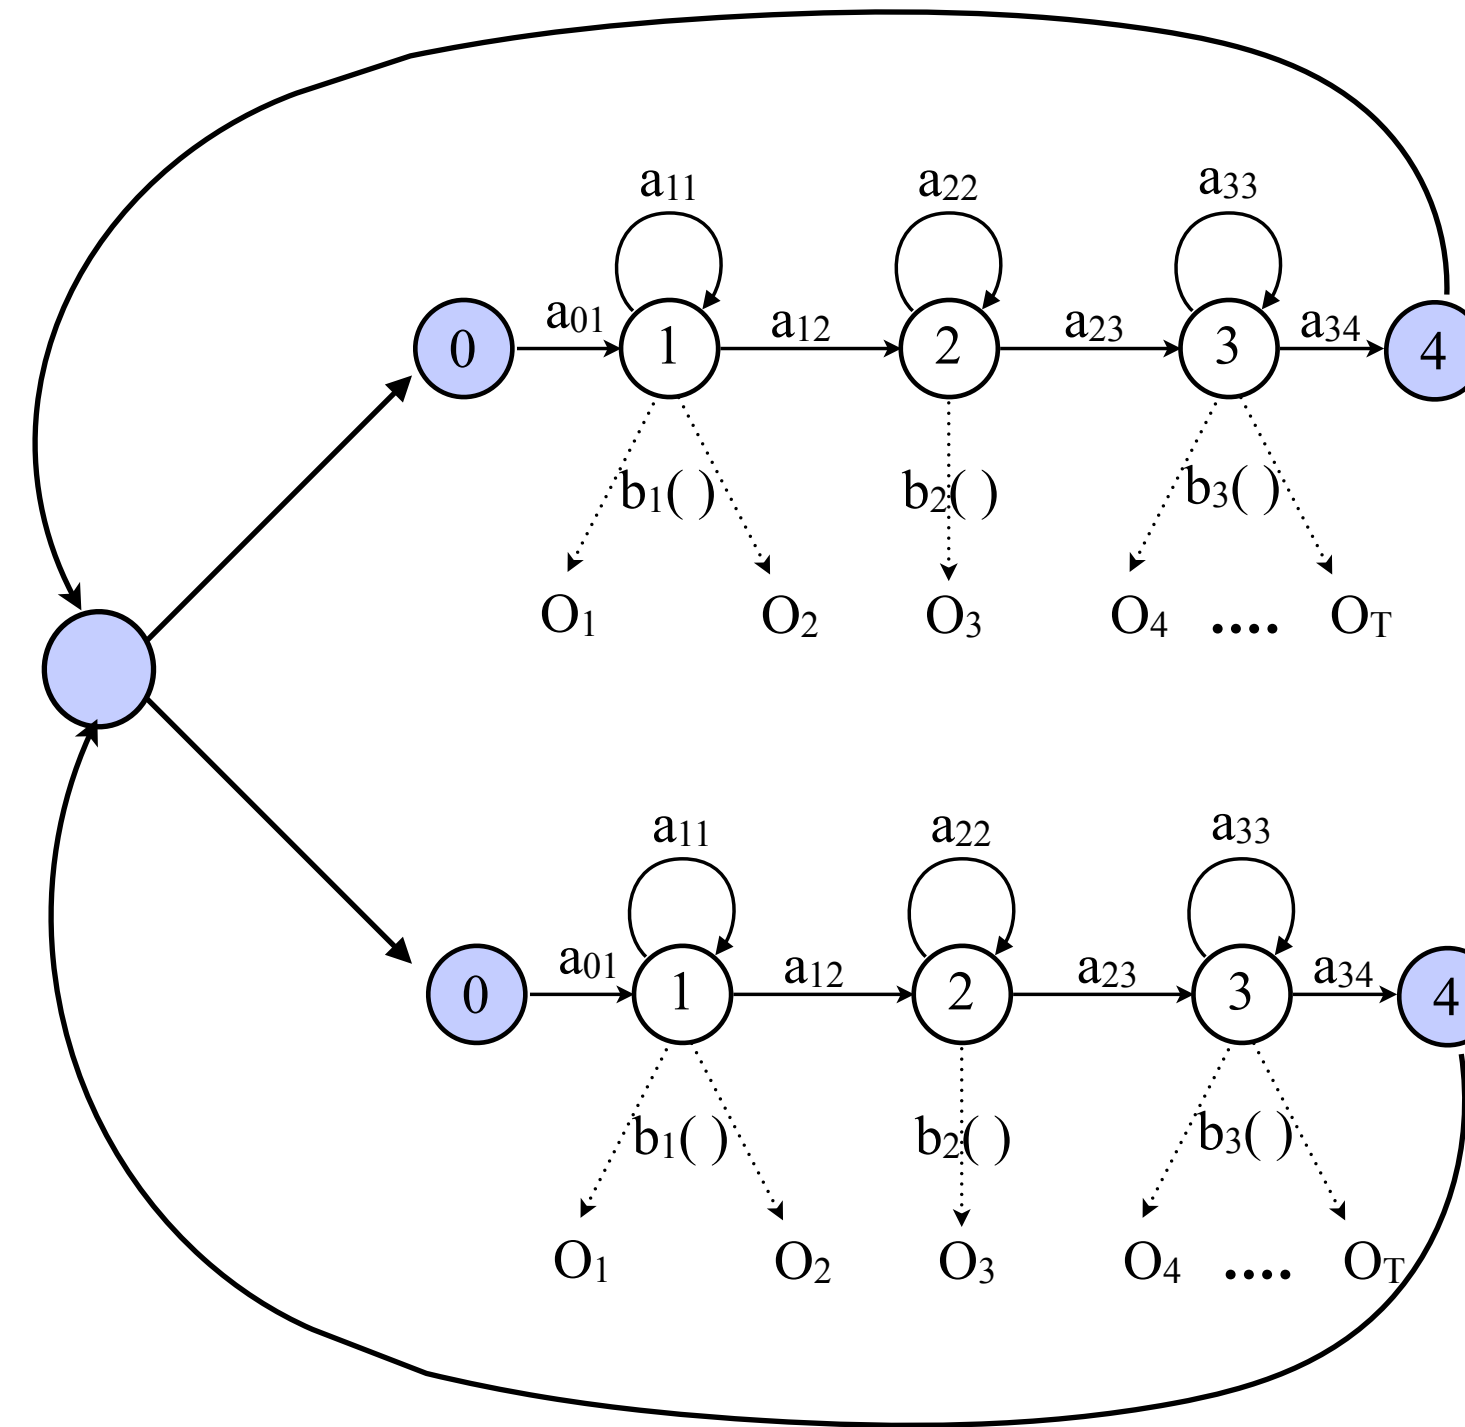 a11 a22 a33
0 a01 1 a12 2 a23 3 a34 4
b1( ) b2( ) b3( )
O1 O2 O3 O4 .... OT
a11 a22 a33
0 a01 1 a12 2 a23 3 a34 4
b1( ) b2( ) b3( )
O1 O2 O3 O4 .... OT